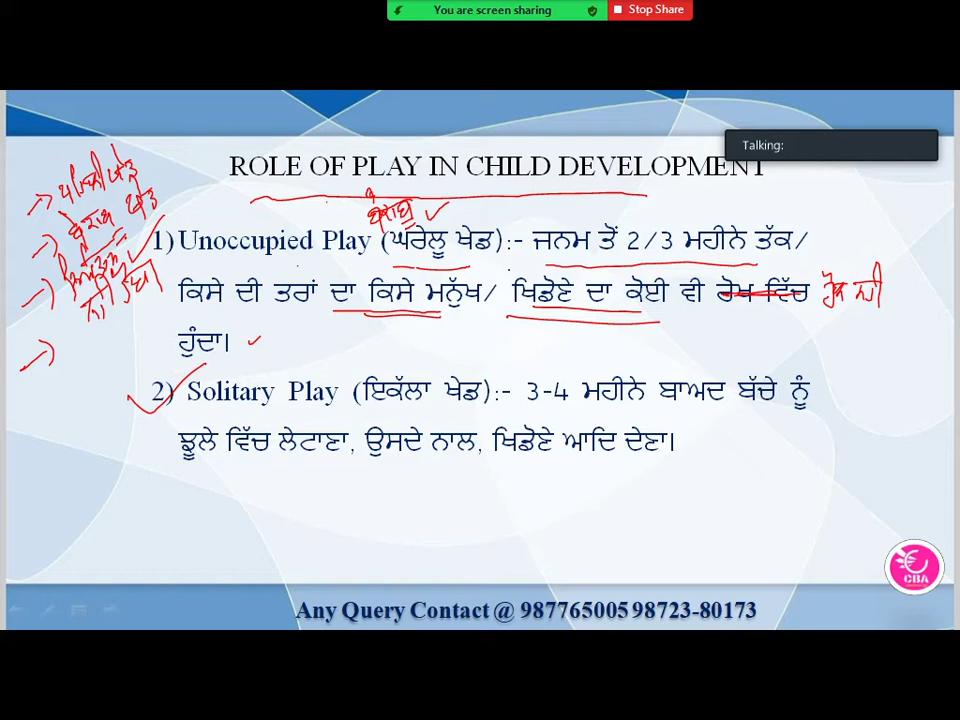 You are screen sharing Stop Share
Talking:
ROLE OF PLAY IN CHILD DEVELOPMENT
1) Unoccupied Play (ਘਰੇਲੂ ਖੇਡ):- ਜਨਮ ਤੋਂ 2/3 ਮਹੀਨੇ ਤੱਕ/
ਕਿਸੇ ਦੀ ਤਰਾਂ ਦਾ ਕਿਸੇ ਮਨੁੱਖ/ ਖਿਡੋਣੇ ਦਾ ਕੋਈ ਵੀ ਰੋਖ ਵਿੱਚ
ਹੁੰਦਾ।
2) Solitary Play (ਇਕੱਲਾ ਖੇਡ):- 3-4 ਮਹੀਨੇ ਬਾਅਦ ਬੱਚੇ ਨੂੰ
ਝੂਲੇ ਵਿੱਚ ਲੇਟਾਣਾ, ਉਸਦੇ ਨਾਲ, ਖਿਡੋਣੇ ਆਦਿ ਦੇਣਾ।
CBA
Any Query Contact @ 9877650059 8723-80173